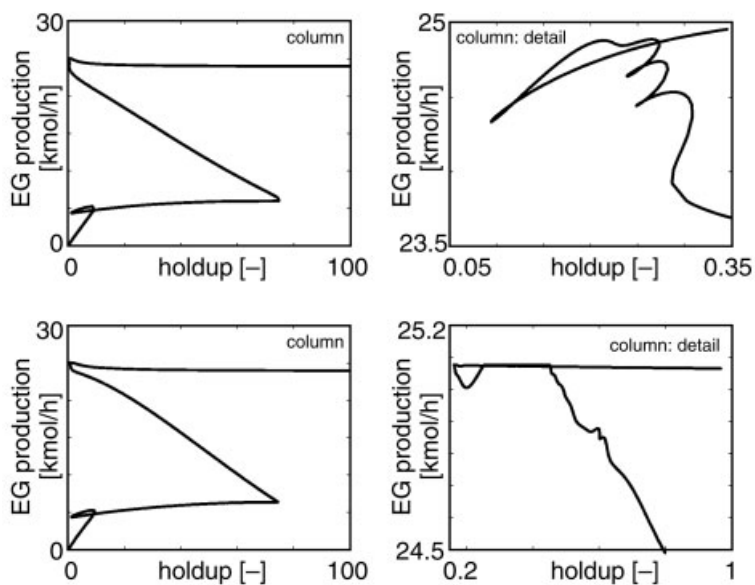 30
column
EG production
[kmol/h]
0
0
holdup [–]
100
25
column: detail
EG production
[kmol/h]
23.5
0.05
holdup [–]
0.35
30
column
EG production
[kmol/h]
0
0
holdup [–]
100
25.2
column: detail
EG production
[kmol/h]
24.5
0.2
holdup [–]
1